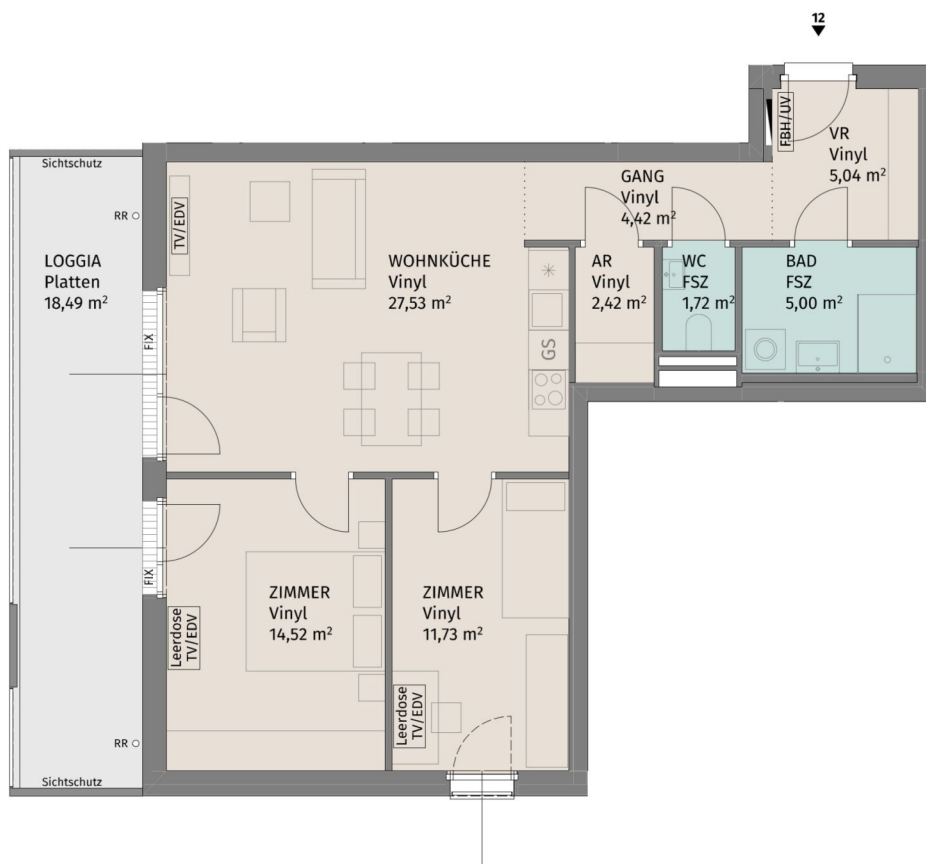 12
FBH/UV
VR
Vinyl
5,04 m²
Sichtschutz
GANG
Vinyl
4,42 m²
RR
TV/EDV
LOGGIA
Platten
18,49 m²
WOHNKÜCHE
Vinyl
27,53 m²
AR
Vinyl
2,42 m²
WC
FSZ
1,72 m²
BAD
FSZ
5,00 m²
FIX
GS
FIX
ZIMMER
Vinyl
14,52 m²
ZIMMER
Vinyl
11,73 m²
Leerdose
TV/EDV
Leerdose
TV/EDV
RR
Sichtschutz